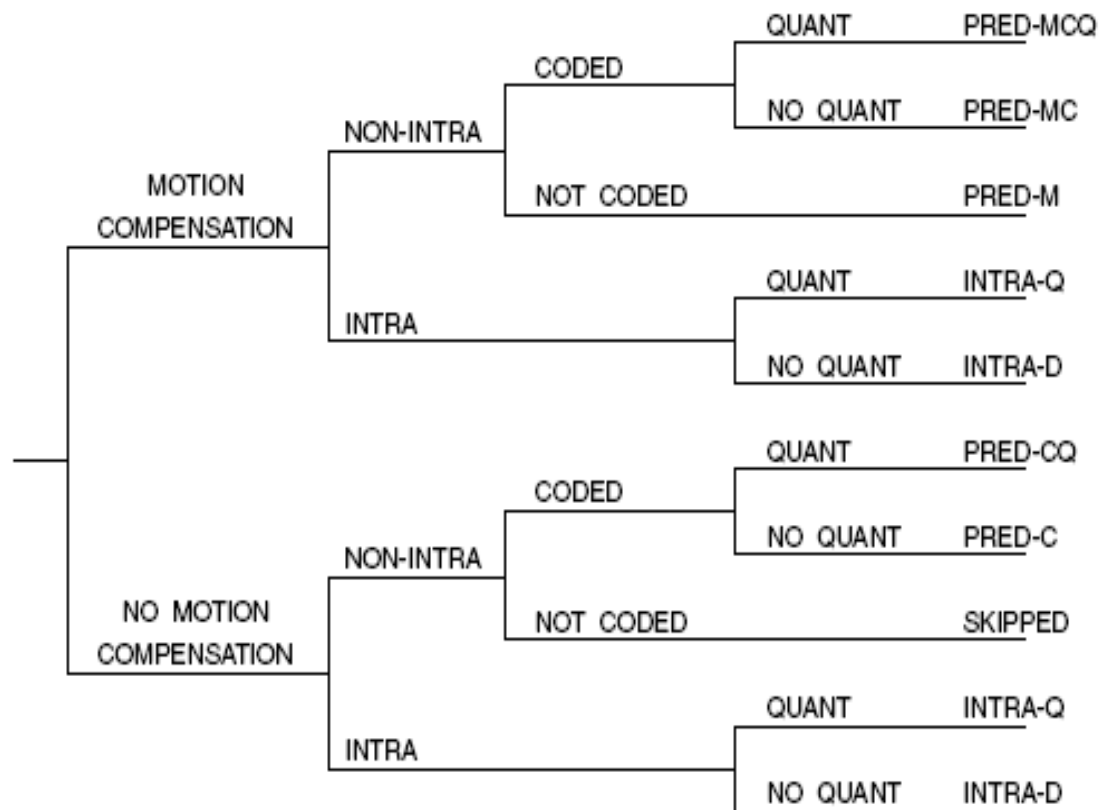 QUANT PRED-MCQ
CODED
NO QUANT PRED-MC
NON-INTRA
MOTION
COMPENSATION
NOT CODED PRED-M
QUANT INTRA-Q
INTRA
NO QUANT INTRA-D
QUANT PRED-CQ
CODED
NO QUANT PRED-C
NON-INTRA
NO MOTION
COMPENSATION
NOT CODED SKIPPED
QUANT INTRA-Q
INTRA
NO QUANT INTRA-D